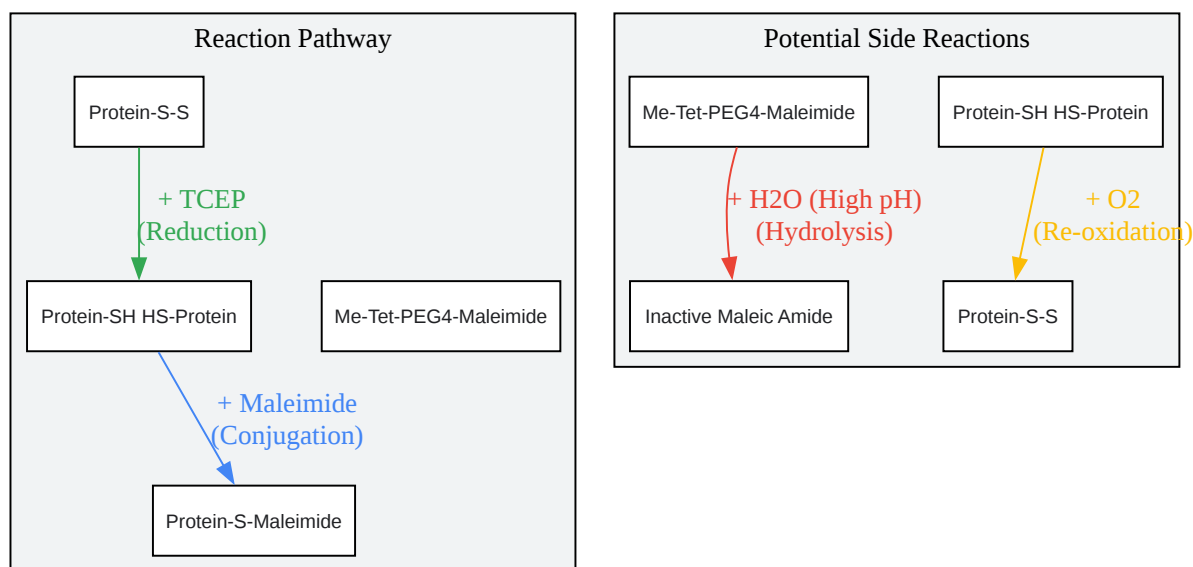 Reaction Pathway
Protein-S-S
+ TCEP
(Reduction)
Protein-SH HS-Protein
Me-Tet-PEG4-Maleimide
+ Maleimide
(Conjugation)
Protein-S-Maleimide
Potential Side Reactions
Me-Tet-PEG4-Maleimide
Protein-SH HS-Protein
+ H2O (High pH)
(Hydrolysis)
+ O2
(Re-oxidation)
Inactive Maleic Amide
Protein-S-S